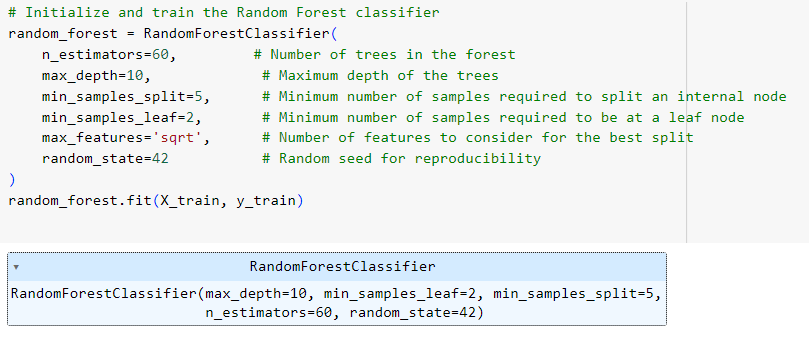 # Initialize and train the Random Forest classifier
random_forest = RandomForestClassifier(
    n_estimators=60,         # Number of trees in the forest
    max_depth=10,             # Maximum depth of the trees
    min_samples_split=5,      # Minimum number of samples required to split an internal node
    min_samples_leaf=2,       # Minimum number of samples required to be at a leaf node
    max_features='sqrt',      # Number of features to consider for the best split
    random_state=42           # Random seed for reproducibility
)
random_forest.fit(X_train, y_train)
RandomForestClassifier
RandomForestClassifier(max_depth=10, min_samples_leaf=2, min_samples_split=5,
                       n_estimators=60, random_state=42)